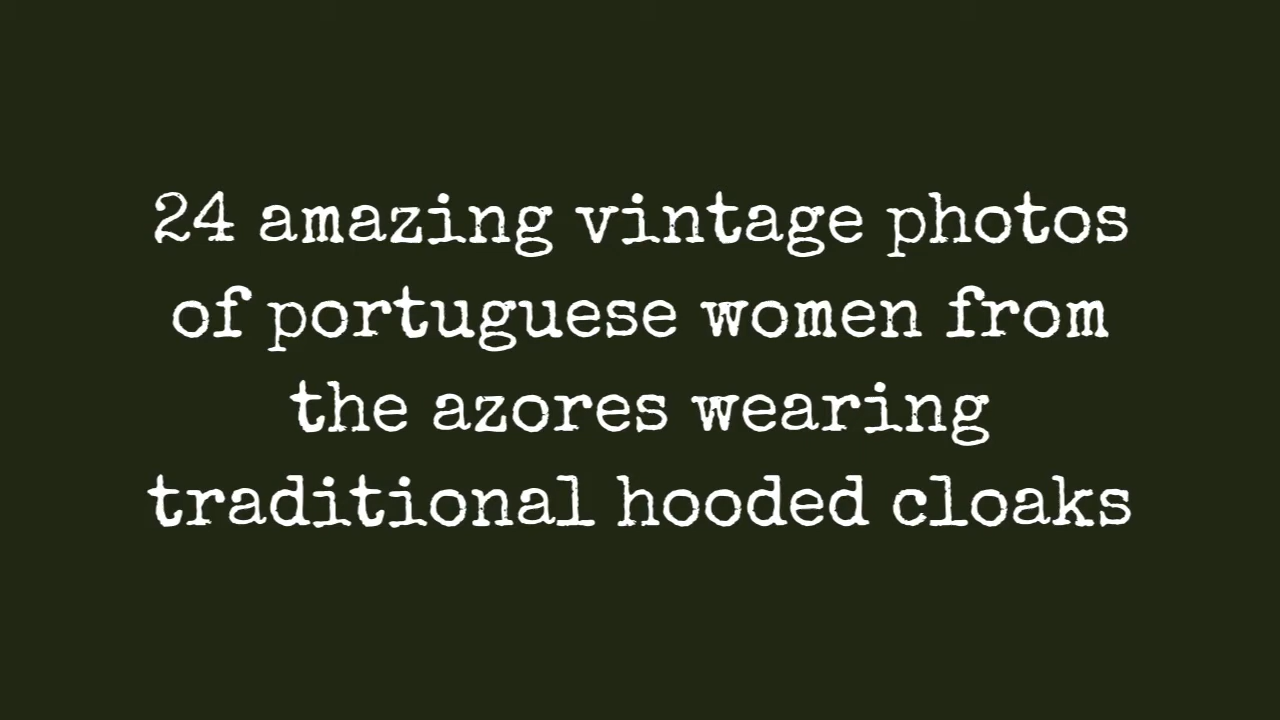 24 amazing vintage photos
of portuguese women from
the azores wearing
traditional hooded cloaks